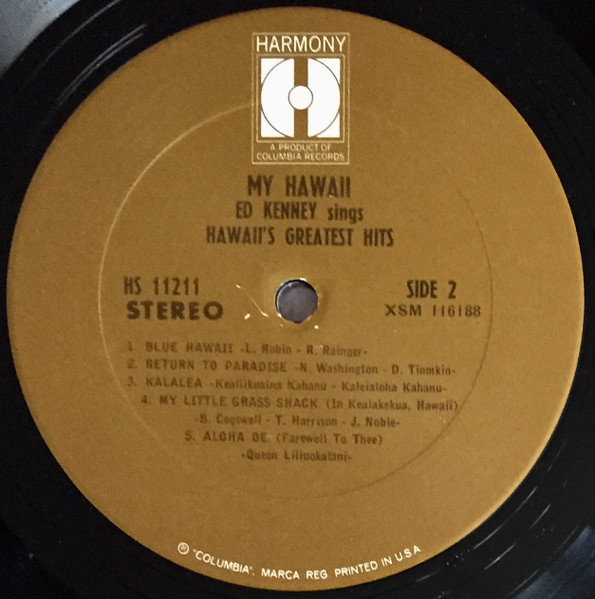 HARMONY
A PRODUCT OF
COLUMBIA RECORDS
MY HAWAII
ED KENNEY sings
HAWAII'S GREATEST HITS
HS 11211
SIDE 2
STEREO
XSM 116188
1. BLUE HAWAII -L. Robin - R. Rainger-
2. RETURN TO PARADISE -N. Washington - D. Tiomkin-
3. KALALEA -Kealiikuaina Kahanu - Kaleialoha Kahanu-
4. MY LITTLE GRASS SHACK (In Kealakekua, Hawaii)
-B. Cogswell - T. Harrison - J. Noble-
5. ALOHA OE (Farewell To Thee)
-Queen Liliuokalani-
Ⓟ "COLUMBIA". MARCA REG. PRINTED IN U.S.A